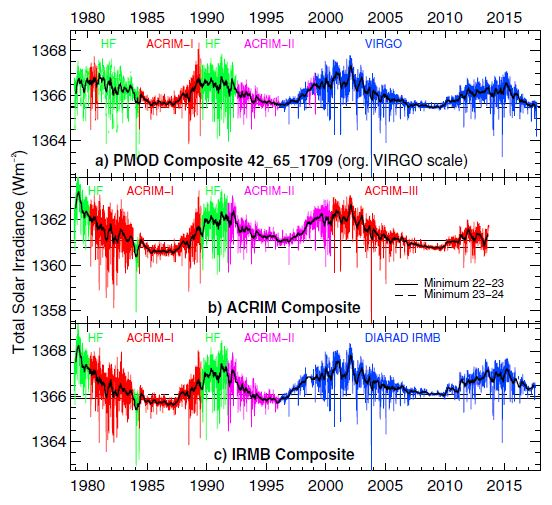 1980 1985 1990 1995 2000 2005 2010 2015
HF ACRIM−I HF ACRIM−II VIRGO
1368
1366
1364
a) PMOD Composite 42_65_1709 (org. VIRGO scale)
Total Solar Irradiance (Wm⁻²)
HF ACRIM−I HF ACRIM−II ACRIM−III
1362
1360
1358
Minimum 22−23
Minimum 23−24
b) ACRIM Composite
HF ACRIM−I HF ACRIM−II DIARAD IRMB
1368
1366
1364
c) IRMB Composite
1980 1985 1990 1995 2000 2005 2010 2015